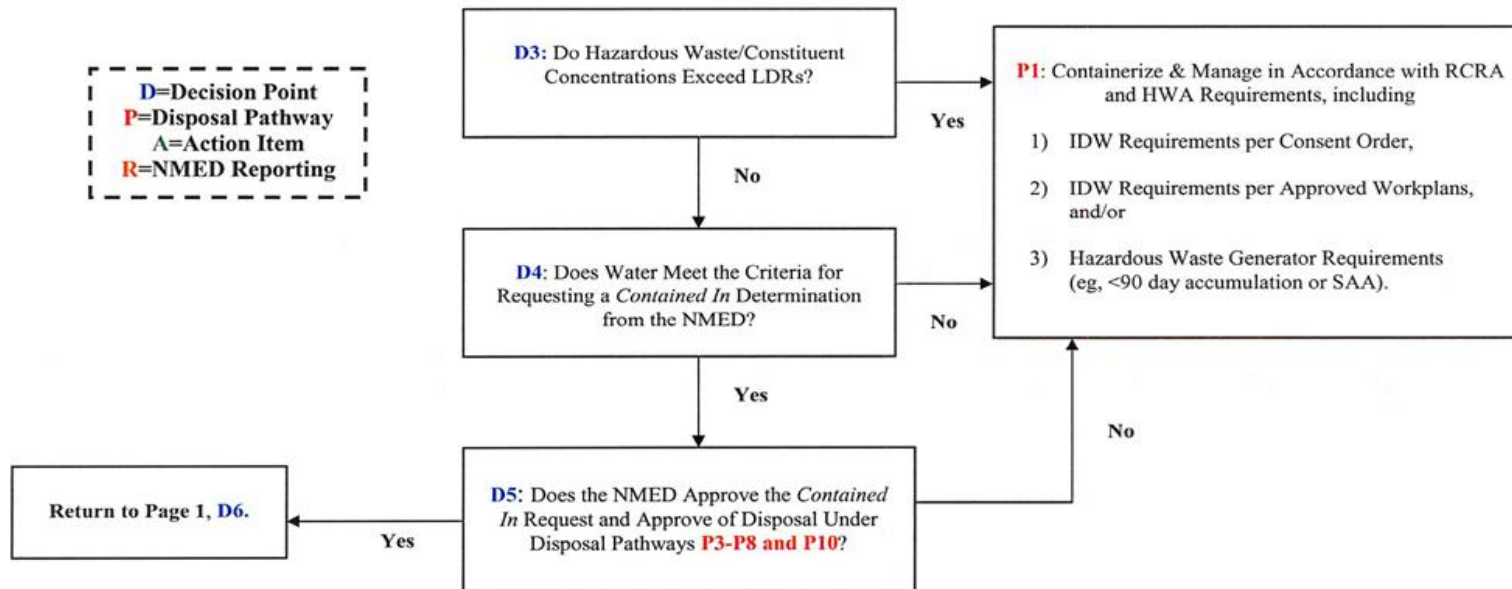 D=Decision Point
P=Disposal Pathway
A=Action Item
R=NMED Reporting
D3: Do Hazardous Waste/Constituent
Concentrations Exceed LDRs?
Yes
No
P1: Containerize & Manage in Accordance with RCRA
and HWA Requirements, including
1) IDW Requirements per Consent Order,
2) IDW Requirements per Approved Workplans,
and/or
3) Hazardous Waste Generator Requirements
(eg, <90 day accumulation or SAA).
D4: Does Water Meet the Criteria for
Requesting a Contained In Determination
from the NMED?
No
Yes
D5: Does the NMED Approve the Contained
In Request and Approve of Disposal Under
Disposal Pathways P3-P8 and P10?
No
Yes
Return to Page 1, D6.